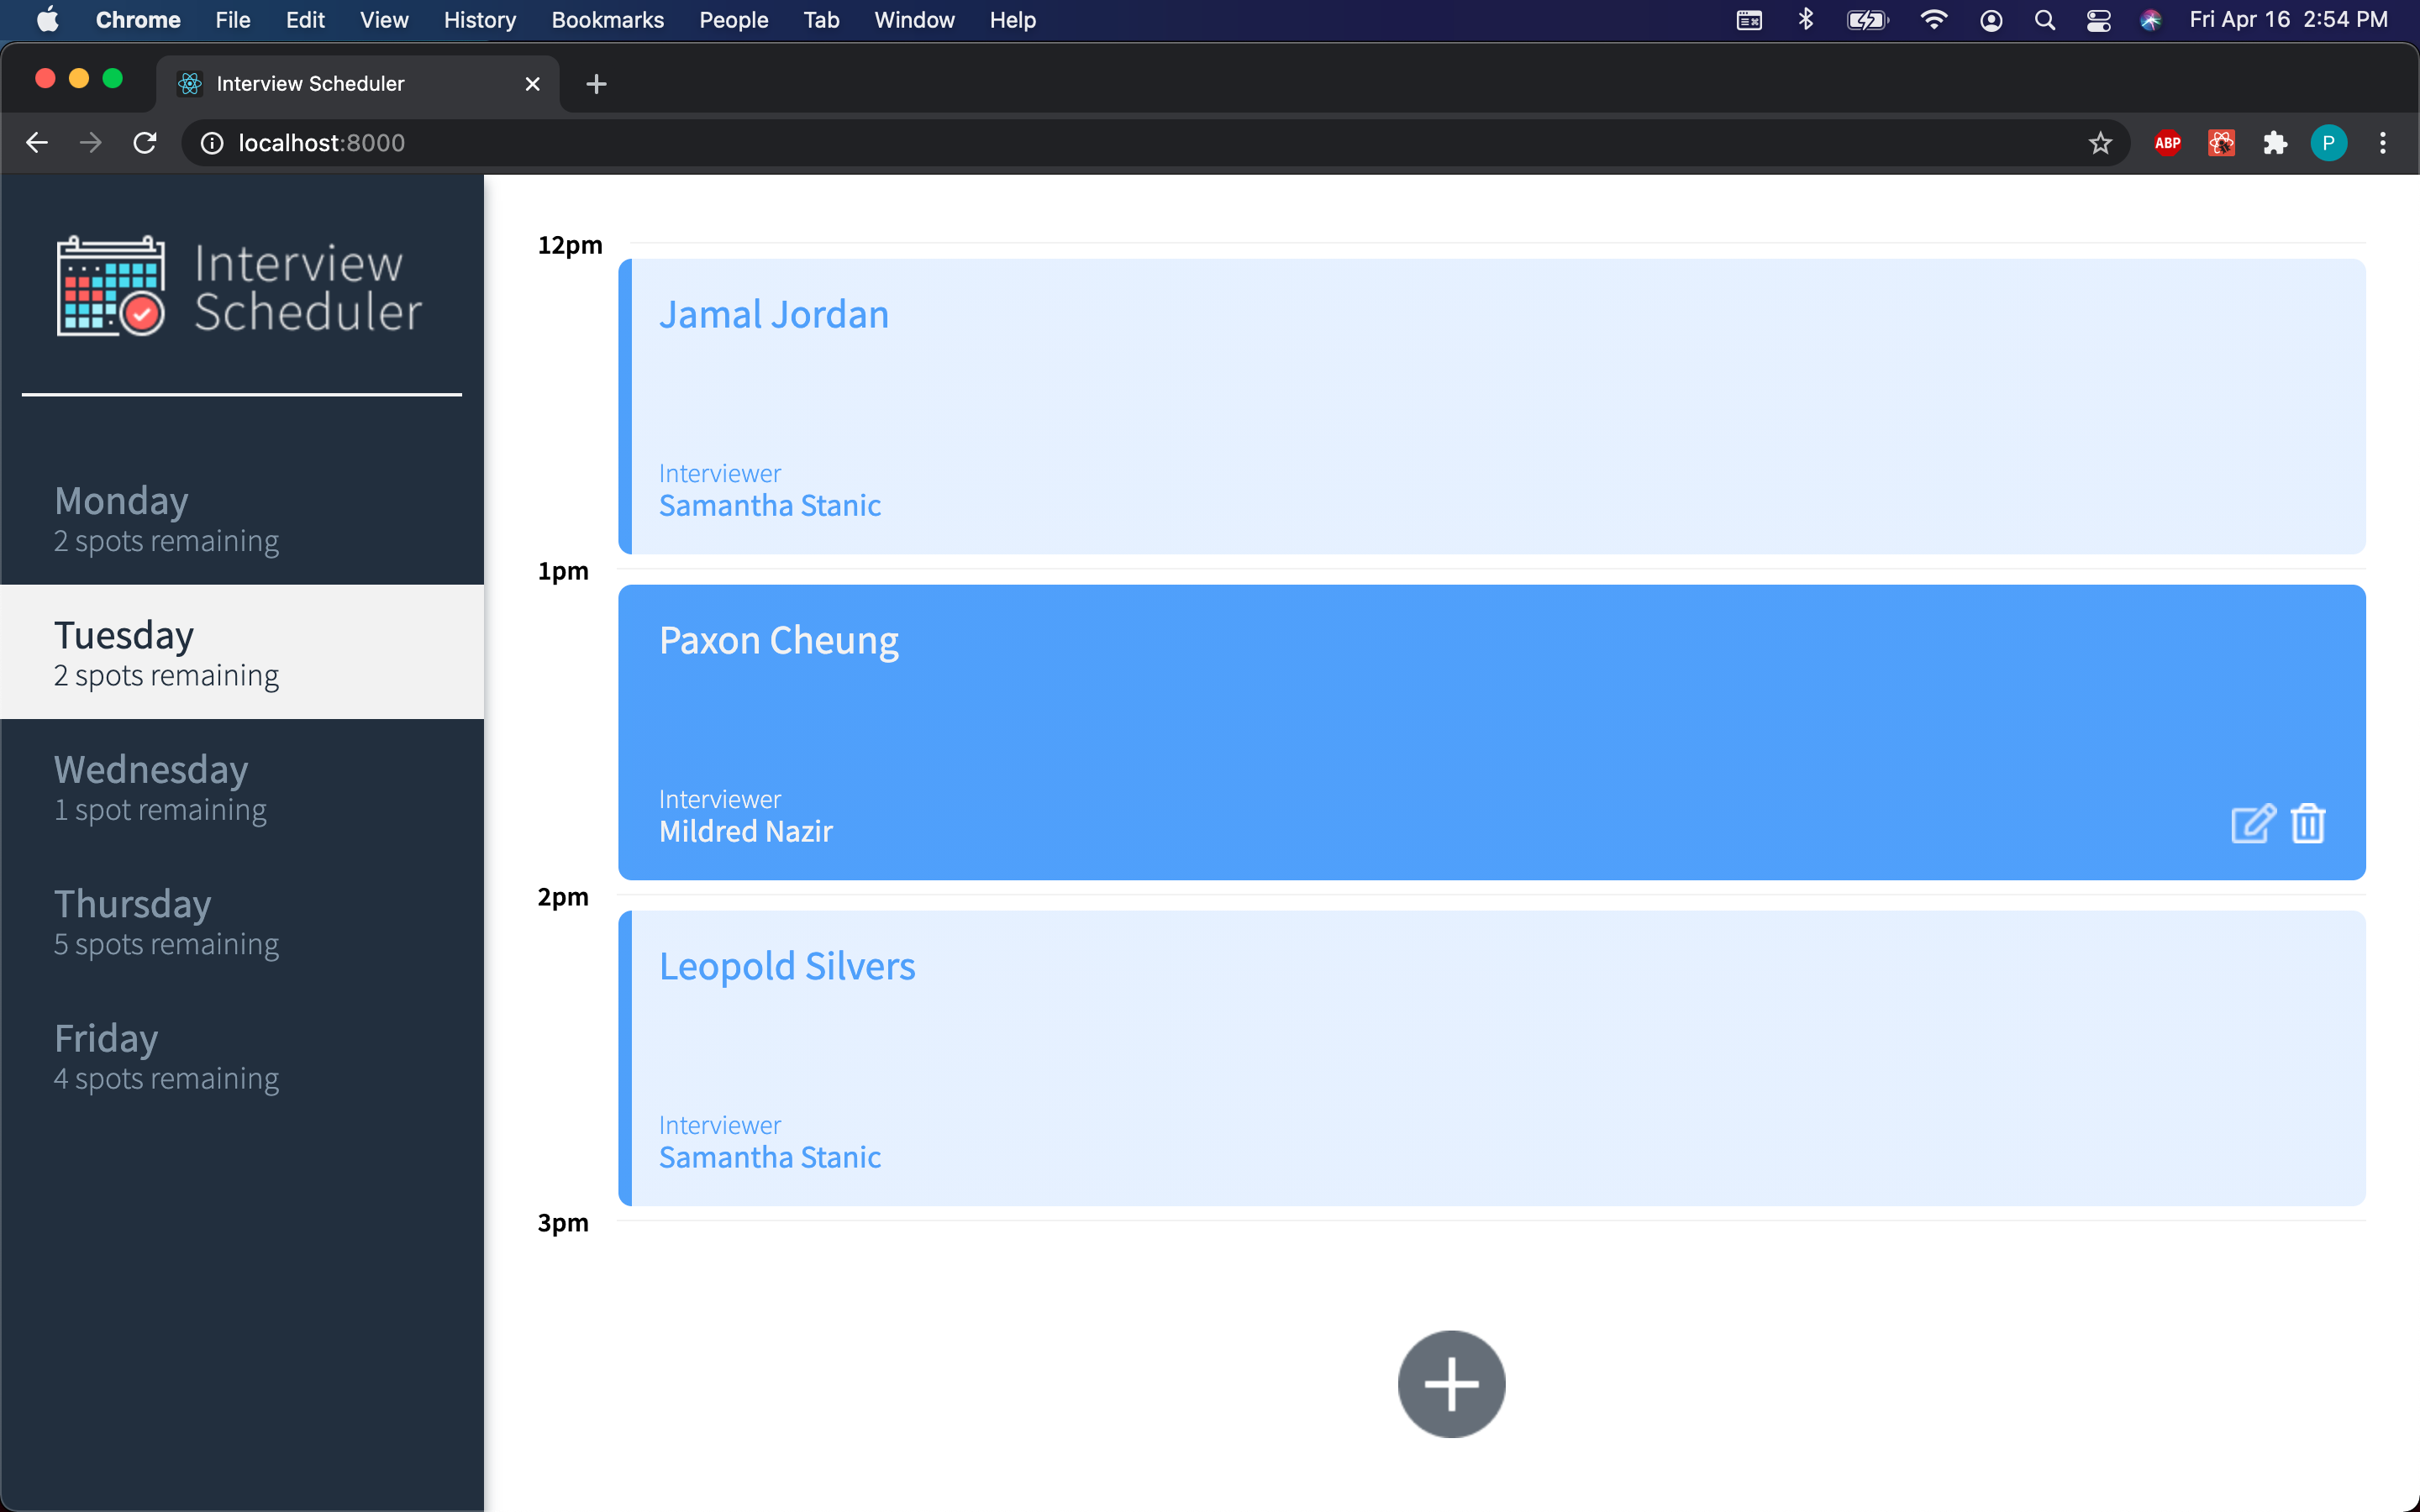 Chrome File Edit View History Bookmarks People Tab Window Help Fri Apr 16 2:54 PM
Interview Scheduler
localhost:8000
ABP
P
Interview
Scheduler
Monday
2 spots remaining
Tuesday
2 spots remaining
Wednesday
1 spot remaining
Thursday
5 spots remaining
Friday
4 spots remaining
12pm
Jamal Jordan
Interviewer
Samantha Stanic
1pm
Paxon Cheung
Interviewer
Mildred Nazir
2pm
Leopold Silvers
Interviewer
Samantha Stanic
3pm